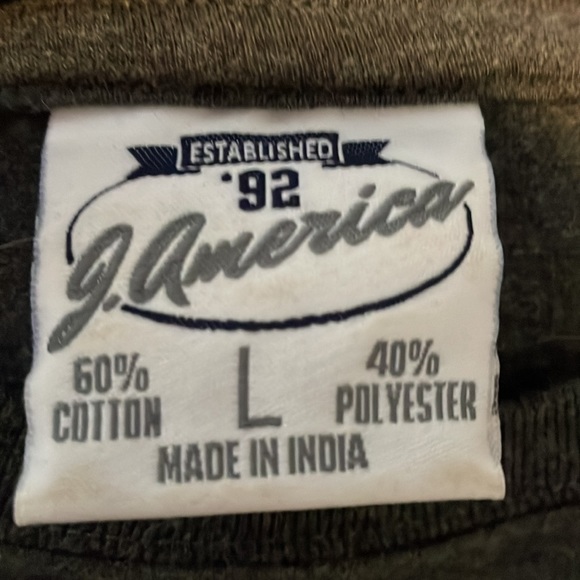 ESTABLISHED
'92
J. America
60% L 40%
COTTON POLYESTER
MADE IN INDIA